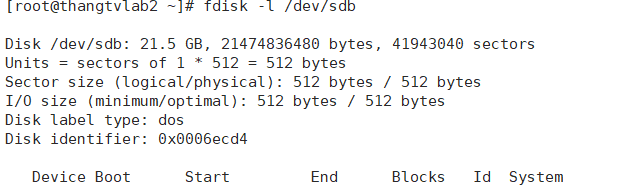 [root@thangtvlab2 ~]# fdisk -l /dev/sdb
Disk /dev/sdb: 21.5 GB, 21474836480 bytes, 41943040 sectors
Units = sectors of 1 * 512 = 512 bytes
Sector size (logical/physical): 512 bytes / 512 bytes
I/O size (minimum/optimal): 512 bytes / 512 bytes
Disk label type: dos
Disk identifier: 0x0006ecd4
Device Boot Start End Blocks Id System